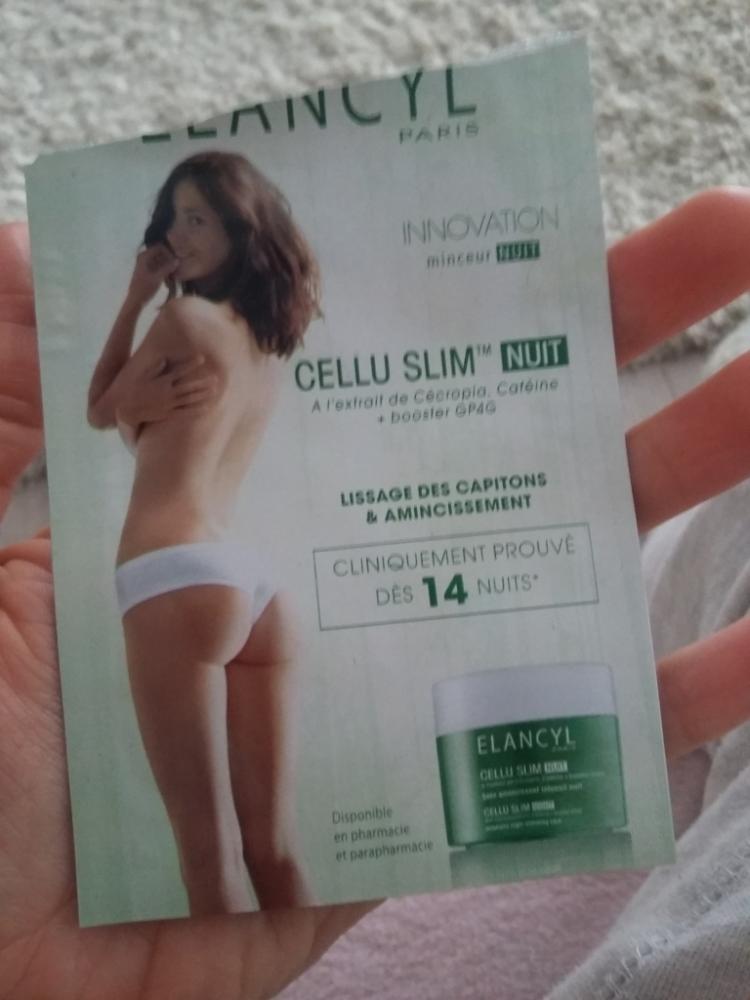 ELANCYL
PARIS
INNOVATION
minceur NUIT
CELLU SLIM™ NUIT
A l'extrait de Cécropia, Caféine
+ booster GP4G
LISSAGE DES CAPITONS
& AMINCISSEMENT
CLINIQUEMENT PROUVÉ
DÈS 14 NUITS*
ELANCYL
PARIS
CELLU SLIM NUIT
CELLU SLIM
Disponible
en pharmacie
et parapharmacie